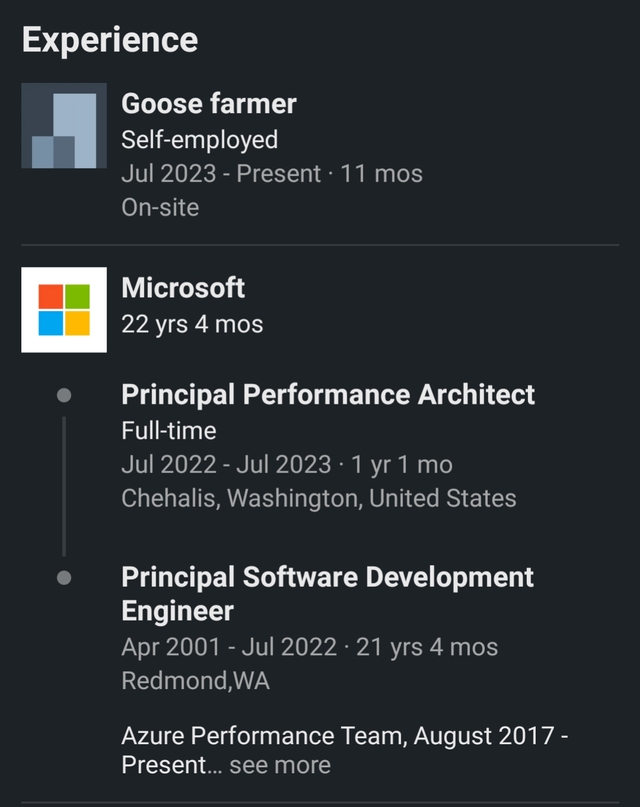 Experience
Goose farmer
Self-employed
Jul 2023 - Present · 11 mos
On-site
Microsoft
22 yrs 4 mos
Principal Performance Architect
Full-time
Jul 2022 - Jul 2023 · 1 yr 1 mo
Chehalis, Washington, United States
Principal Software Development
Engineer
Apr 2001 - Jul 2022 · 21 yrs 4 mos
Redmond,WA
Azure Performance Team, August 2017 -
Present... see more